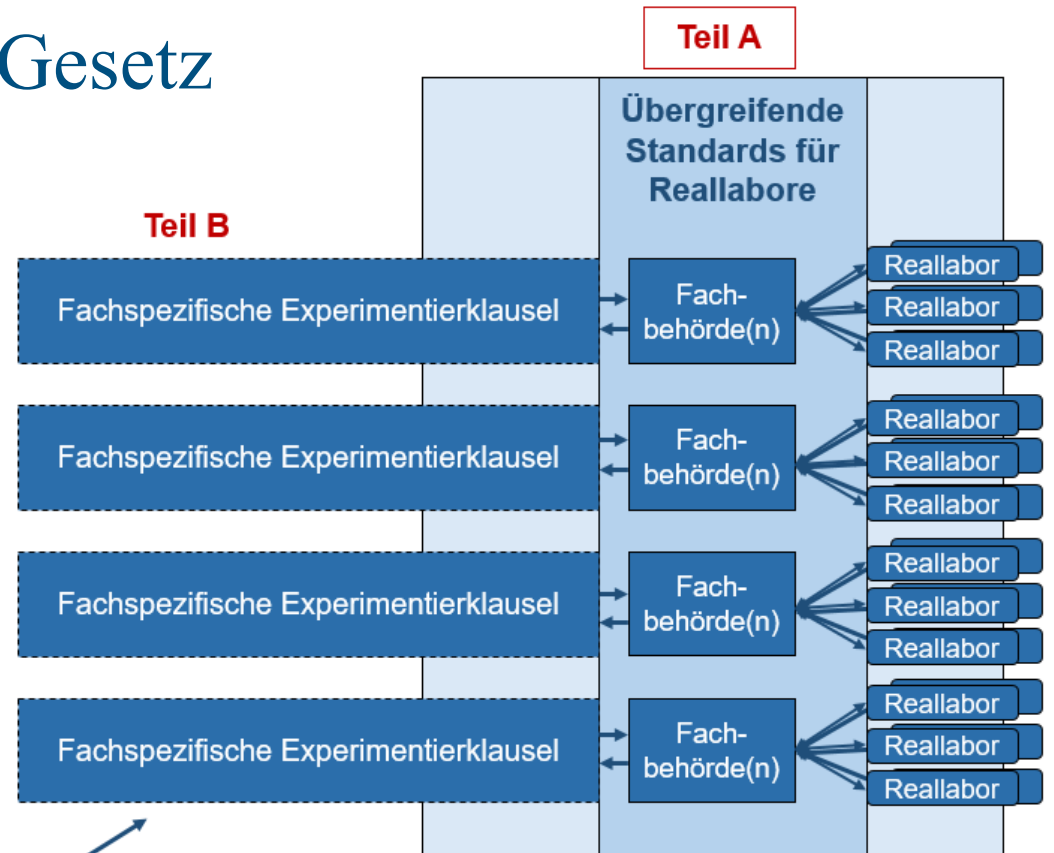 Gesetz
Teil A
Übergreifende
Standards für
Reallabore
Teil B
Fachspezifische Experimentierklausel
Fach-
behörde(n)
Reallabor
Reallabor
Reallabor
Fachspezifische Experimentierklausel
Fach-
behörde(n)
Reallabor
Reallabor
Reallabor
Fachspezifische Experimentierklausel
Fach-
behörde(n)
Reallabor
Reallabor
Reallabor
Fachspezifische Experimentierklausel
Fach-
behörde(n)
Reallabor
Reallabor
Reallabor